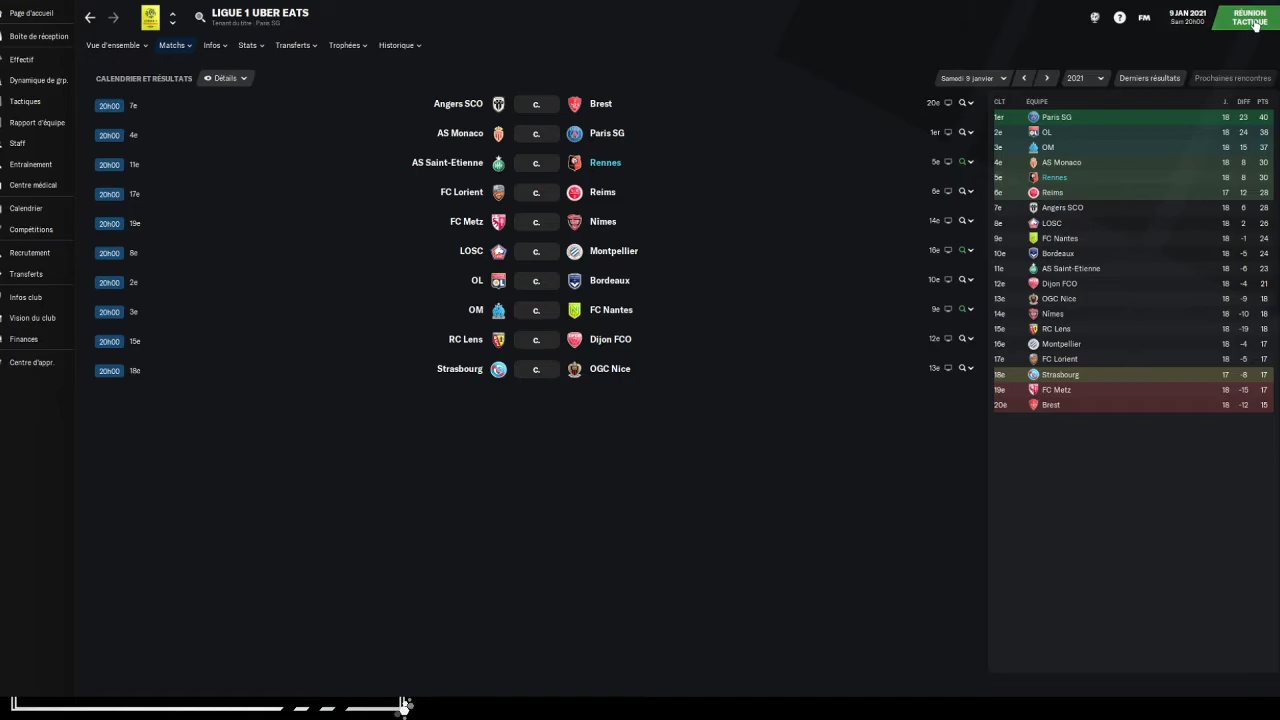 Page d'accueil
Boîte de réception
Effectif
Dynamique de grp.
Tactiques
Rapport d'équipe
Staff
Entraînement
Centre médical
Calendrier
Compétitions
Recrutement
Transferts
Infos club
Vision du club
Finances
Centre d'appr.
LIGUE 1 UBER EATS
Tenant du titre : Paris SG
FM
9 JAN 2021
Sam 20h00
RÉUNION
TACTIQUE
Vue d'ensemble Matchs Infos Stats Transferts Trophées Historique
CALENDRIER ET RÉSULTATS Détails
Samedi 9 janvier 2021 Derniers résultats Prochaines rencontres
20h00 7e Angers SCO c. Brest 20e
20h00 4e AS Monaco c. Paris SG 1er
20h00 11e AS Saint-Etienne c. Rennes 5e
20h00 17e FC Lorient c. Reims 6e
20h00 19e FC Metz c. Nîmes 14e
20h00 8e LOSC c. Montpellier 16e
20h00 2e OL c. Bordeaux 10e
20h00 3e OM c. FC Nantes 9e
20h00 15e RC Lens c. Dijon FCO 12e
20h00 18e Strasbourg c. OGC Nice 13e
CLT ÉQUIPE J. DIFF PTS
1er Paris SG 18 23 40
2e OL 18 24 38
3e OM 18 15 37
4e AS Monaco 18 8 30
5e Rennes 18 8 30
6e Reims 17 12 28
7e Angers SCO 18 6 28
8e LOSC 18 2 26
9e FC Nantes 18 -1 24
10e Bordeaux 18 -5 24
11e AS Saint-Etienne 18 -6 23
12e Dijon FCO 18 -4 21
13e OGC Nice 18 -9 18
14e Nîmes 18 -10 18
15e RC Lens 18 -19 18
16e Montpellier 18 -4 17
17e FC Lorient 18 -5 17
18e Strasbourg 17 -8 17
19e FC Metz 18 -15 17
20e Brest 18 -12 15